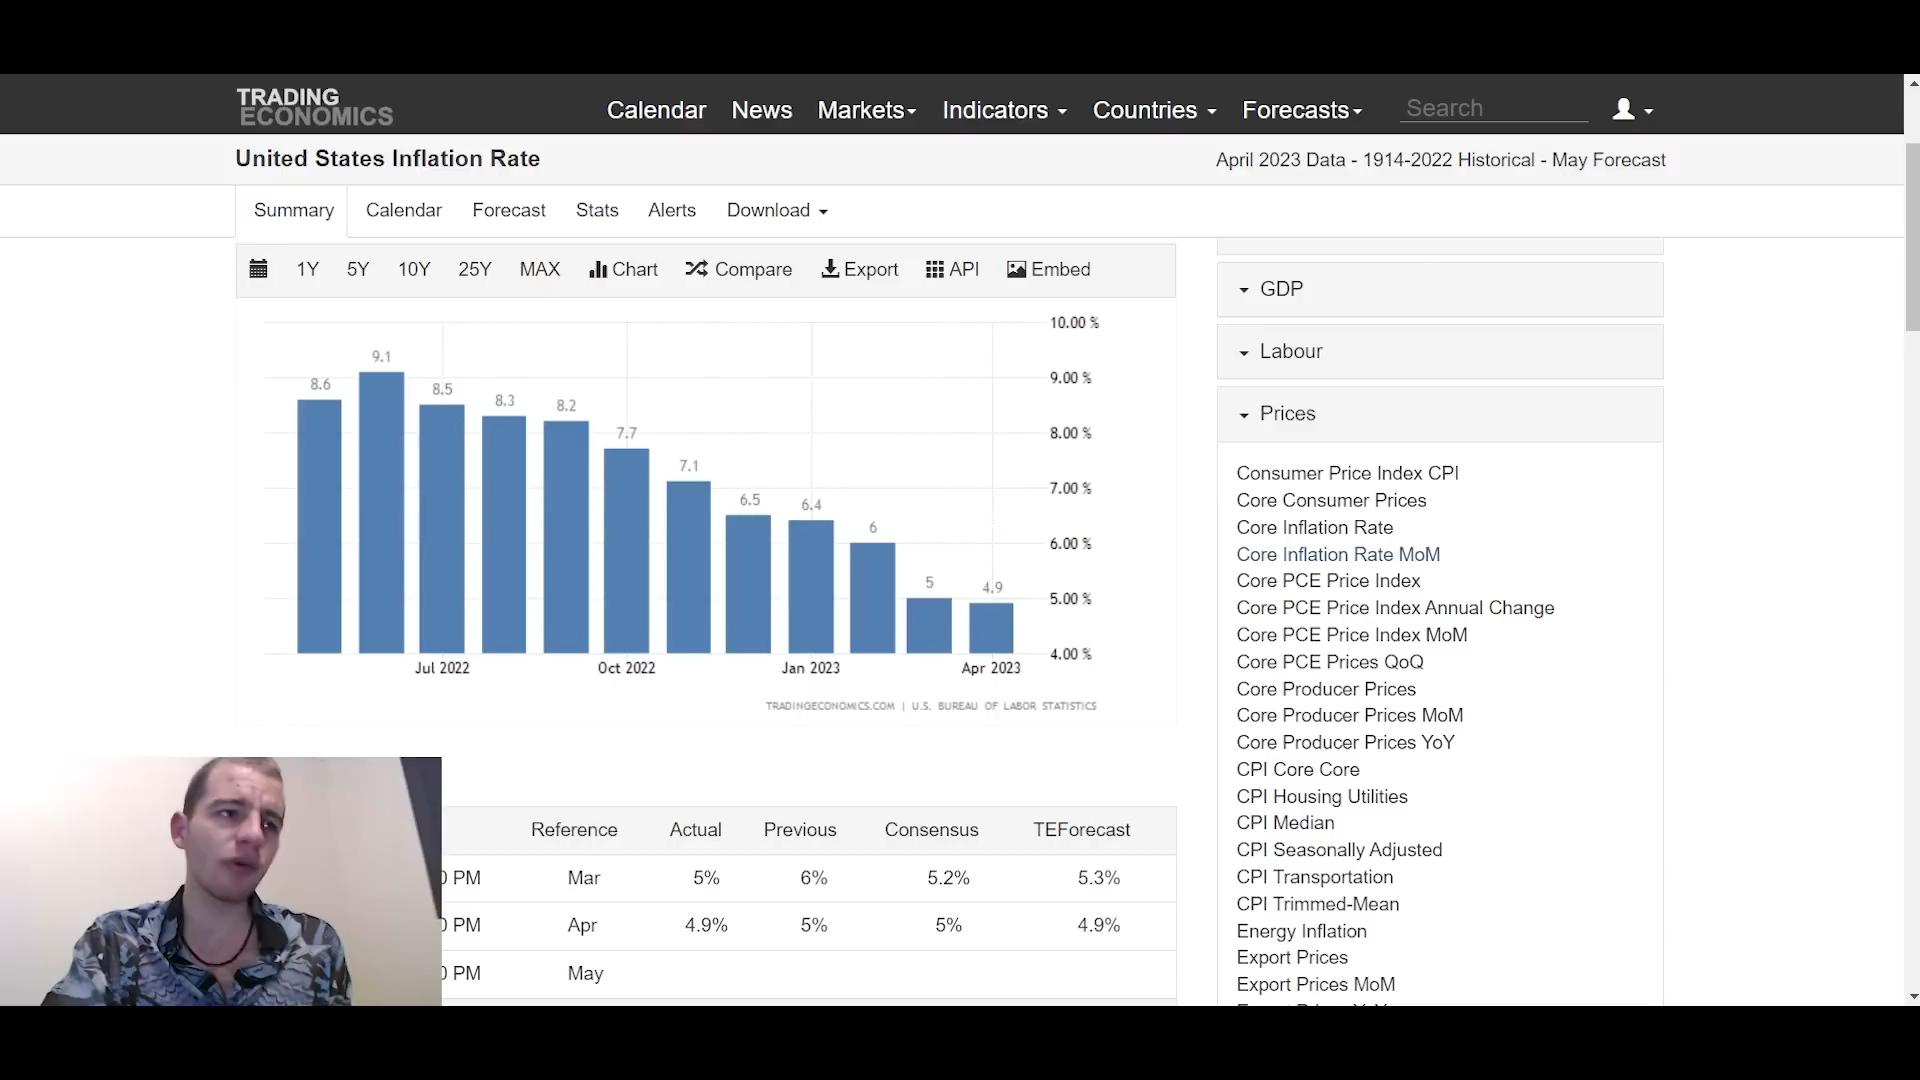 TRADING
ECONOMICS
Calendar News Markets Indicators Countries Forecasts Search
United States Inflation Rate
April 2023 Data - 1914-2022 Historical - May Forecast
Summary Calendar Forecast Stats Alerts Download
1Y 5Y 10Y 25Y MAX Chart Compare Export API Embed
10.00 %
9.00 %
8.00 %
7.00 %
6.00 %
5.00 %
4.00 %
8.6 9.1 8.5 8.3 8.2 7.7 7.1 6.5 6.4 6 5 4.9
Jul 2022 Oct 2022 Jan 2023 Apr 2023
TRADINGECONOMICS.COM | U.S. BUREAU OF LABOR STATISTICS
Reference Actual Previous Consensus TEForecast
PM Mar 5% 6% 5.2% 5.3%
PM Apr 4.9% 5% 5% 4.9%
PM May
GDP
Labour
Prices
Consumer Price Index CPI
Core Consumer Prices
Core Inflation Rate
Core Inflation Rate MoM
Core PCE Price Index
Core PCE Price Index Annual Change
Core PCE Price Index MoM
Core PCE Prices QoQ
Core Producer Prices
Core Producer Prices MoM
Core Producer Prices YoY
CPI Core Core
CPI Housing Utilities
CPI Median
CPI Seasonally Adjusted
CPI Transportation
CPI Trimmed-Mean
Energy Inflation
Export Prices
Export Prices MoM